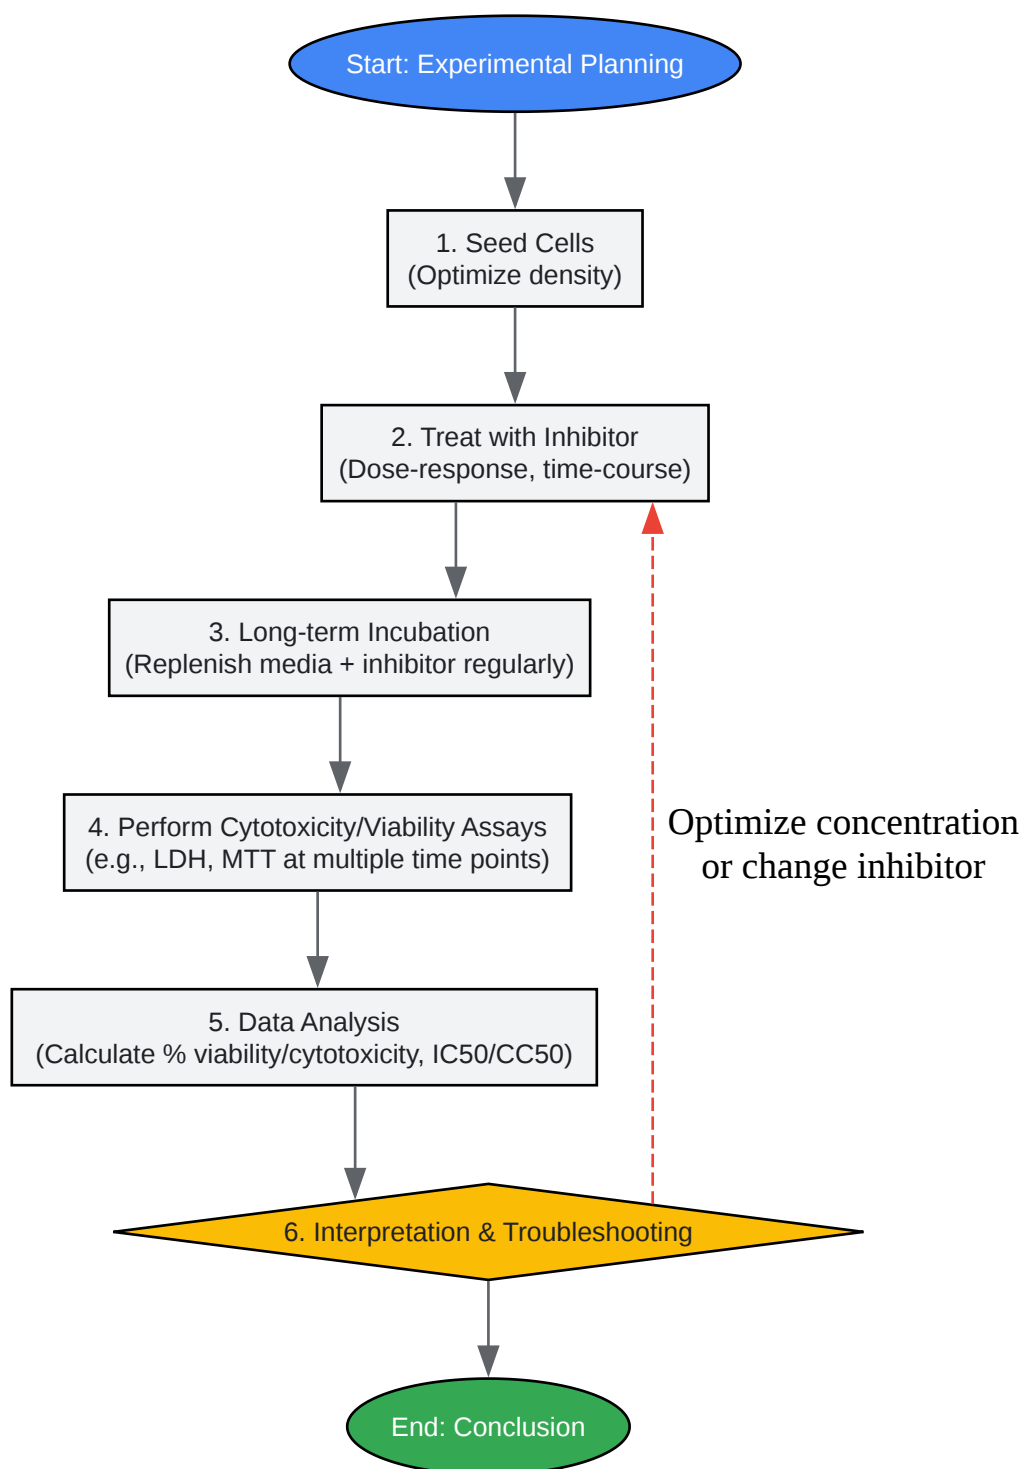 Start: Experimental Planning
1. Seed Cells
(Optimize density)
2. Treat with Inhibitor
(Dose-response, time-course)
3. Long-term Incubation
(Replenish media + inhibitor regularly)
4. Perform Cytotoxicity/Viability Assays
(e.g., LDH, MTT at multiple time points)
Optimize concentration
or change inhibitor
5. Data Analysis
(Calculate % viability/cytotoxicity, IC50/CC50)
6. Interpretation & Troubleshooting
End: Conclusion